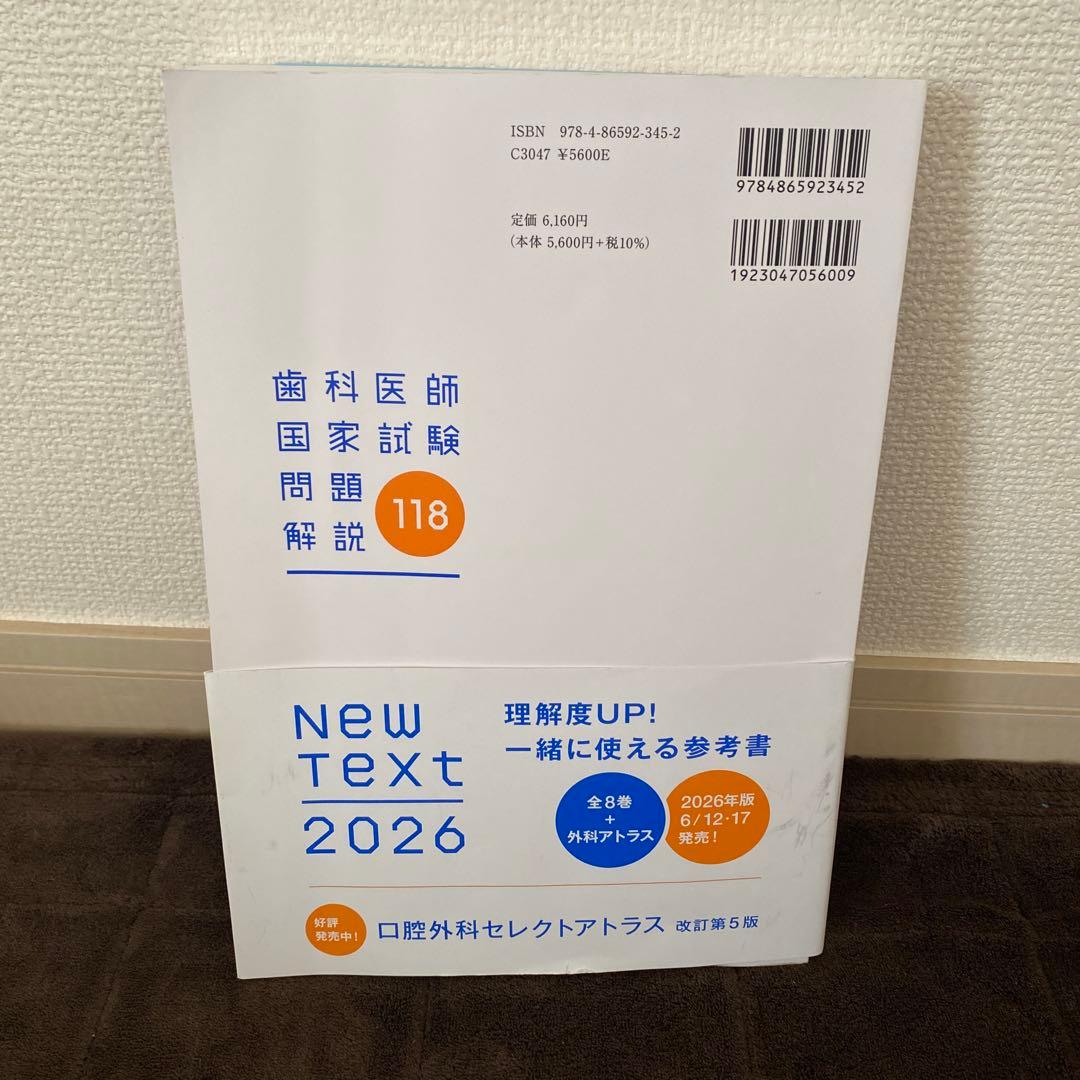 ISBN 978-4-86592-345-2
C3047 ¥5600E
9784865923452
定価 6,160円
(本体 5,600円+税10%)
1923047056009
歯科医師
国家試験
問題
解説
118
New
Text
2026
理解度UP!
一緒に使える参考書
全8巻
+
外科アトラス
2026年版
6/12・17
発売!
好評
発売中!
口腔外科セレクトアトラス 改訂第5版